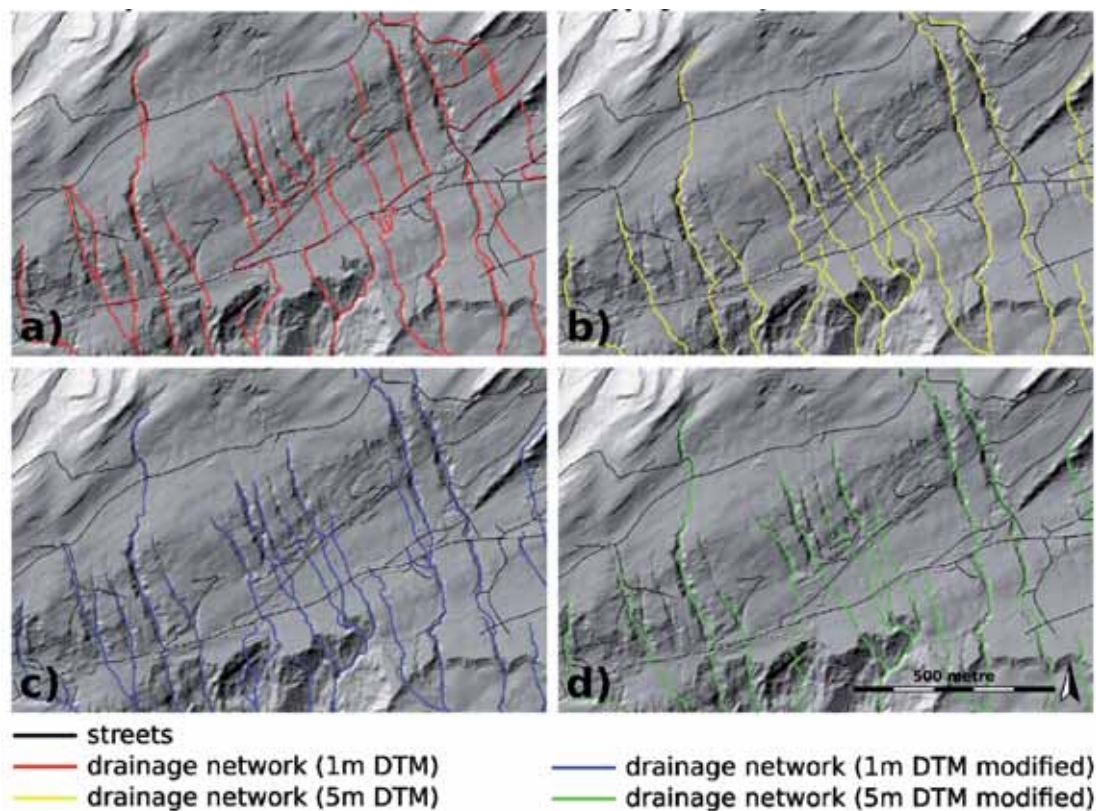 a)
b)
c)
d)
500 metre
streets
drainage network (1m DTM)
drainage network (5m DTM)
drainage network (1m DTM modified)
drainage network (5m DTM modified)